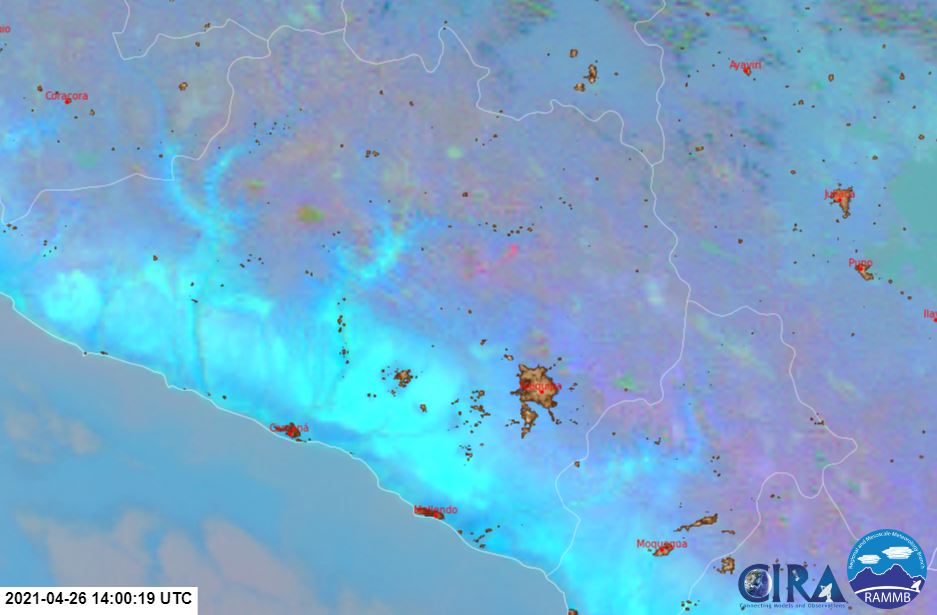 Ayaviri
Coracora
Juliaca
Puno
Ila
Arequipa
Camaná
Mollendo
Moquegua
CIRA
Connecting Models and Observations
Regional and Mesoscale Meteorology Branch
RAMMB
2021-04-26 14:00:19 UTC